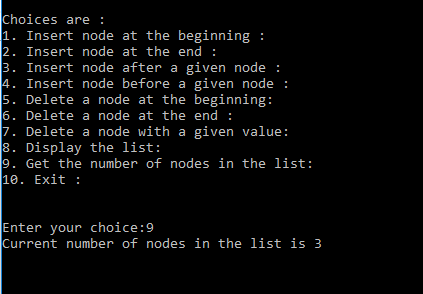 Choices are :
1. Insert node at the beginning :
2. Insert node at the end :
3. Insert node after a given node :
4. Insert node before a given node :
5. Delete a node at the beginning:
6. Delete a node at the end :
7. Delete a node with a given value:
8. Display the list:
9. Get the number of nodes in the list:
10. Exit :
Enter your choice:9
Current number of nodes in the list is 3